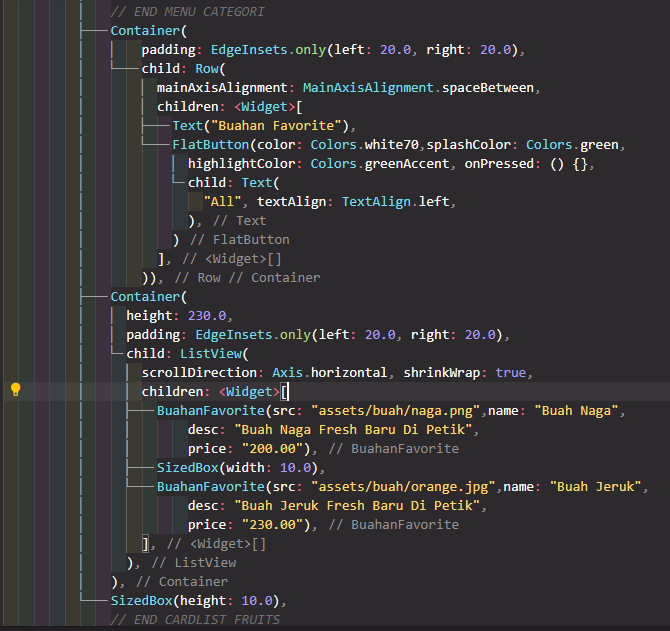 // END MENU CATEGORI
Container(
padding: EdgeInsets.only(left: 20.0, right: 20.0),
child: Row(
mainAxisAlignment: MainAxisAlignment.spaceBetween,
children: <Widget>[
Text("Buahan Favorite"),
FlatButton(color: Colors.white70,splashColor: Colors.green,
highlightColor: Colors.greenAccent, onPressed: () {},
child: Text(
"All", textAlign: TextAlign.left,
), // Text
) // FlatButton
], // <Widget>[]
)), // Row // Container
Container(
height: 230.0,
padding: EdgeInsets.only(left: 20.0, right: 20.0),
child: ListView(
scrollDirection: Axis.horizontal, shrinkWrap: true,
children: <Widget>[
BuahanFavorite(src: "assets/buah/naga.png",name: "Buah Naga",
desc: "Buah Naga Fresh Baru Di Petik",
price: "200.00"), // BuahanFavorite
SizedBox(width: 10.0),
BuahanFavorite(src: "assets/buah/orange.jpg",name: "Buah Jeruk",
desc: "Buah Jeruk Fresh Baru Di Petik",
price: "230.00"), // BuahanFavorite
], // <Widget>[]
), // ListView
), // Container
SizedBox(height: 10.0),
// END CARDLIST FRUITS